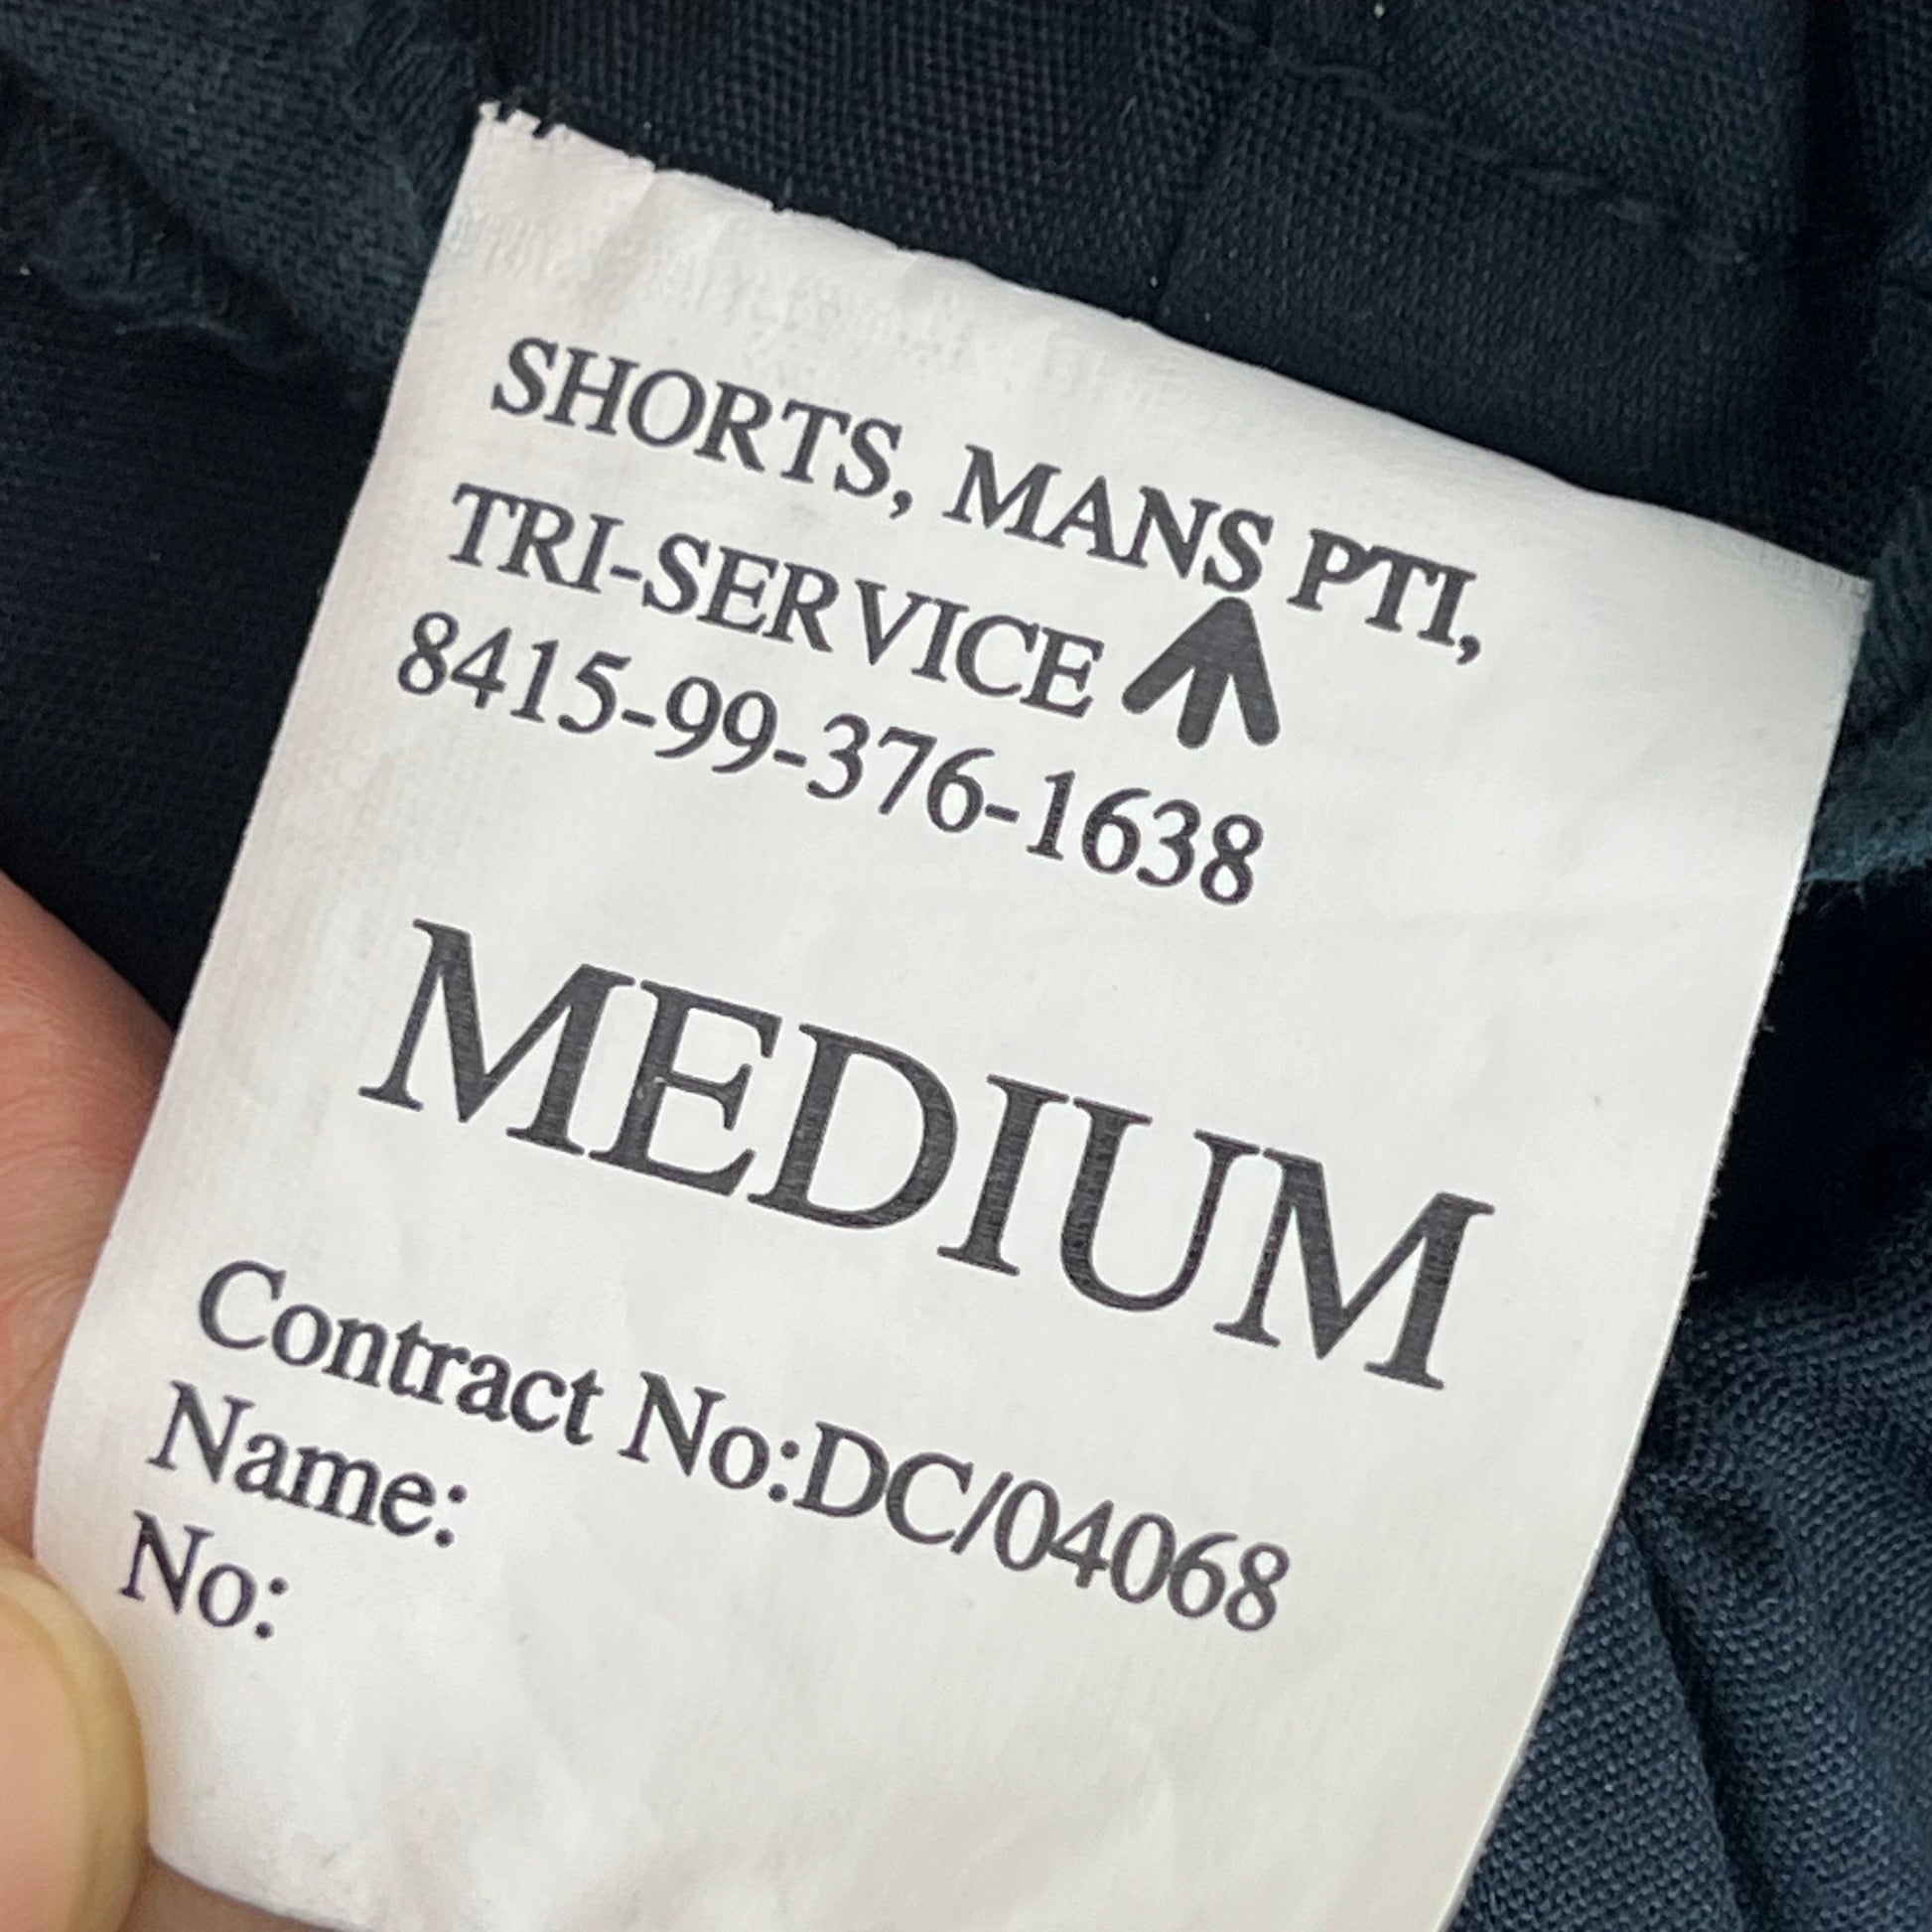 SHORTS, MANS PTI,
TRI-SERVICE
8415-99-376-1638
MEDIUM
Contract No:DC/04068
Name:
No: